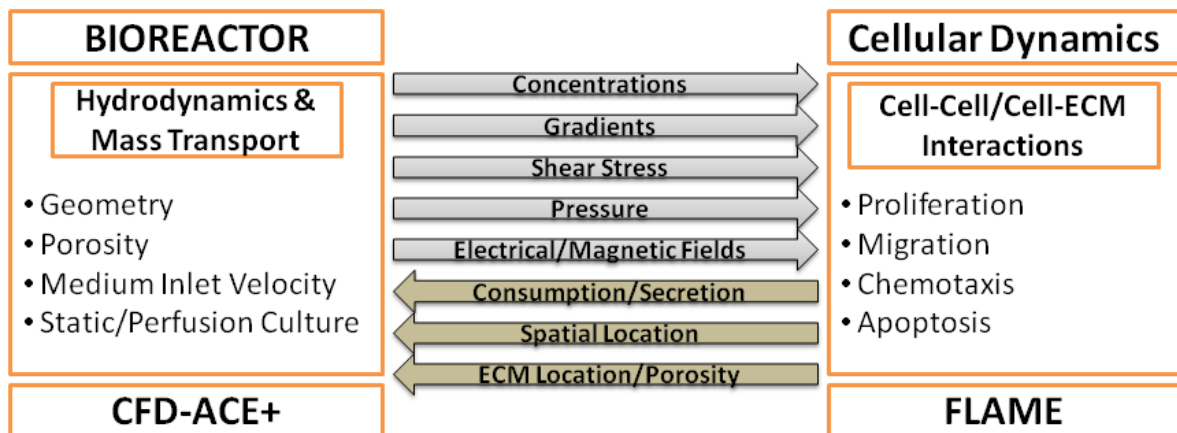 BIOREACTOR
Hydrodynamics &
Mass Transport
• Geometry
• Porosity
• Medium Inlet Velocity
• Static/Perfusion Culture
CFD-ACE+
Concentrations
Gradients
Shear Stress
Pressure
Electrical/Magnetic Fields
Consumption/Secretion
Spatial Location
ECM Location/Porosity
Cellular Dynamics
Cell-Cell/Cell-ECM
Interactions
• Proliferation
• Migration
• Chemotaxis
• Apoptosis
FLAME